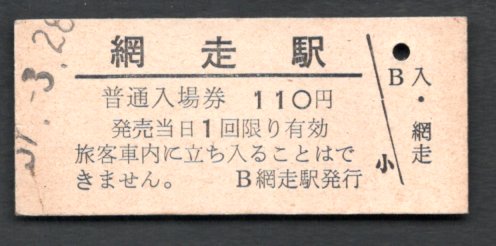 網走駅
普通入場券 110円
発売当日1回限り有効
旅客車内に立ち入ることはで
きません。 B網走駅発行
入・網走
B
小
-3.28